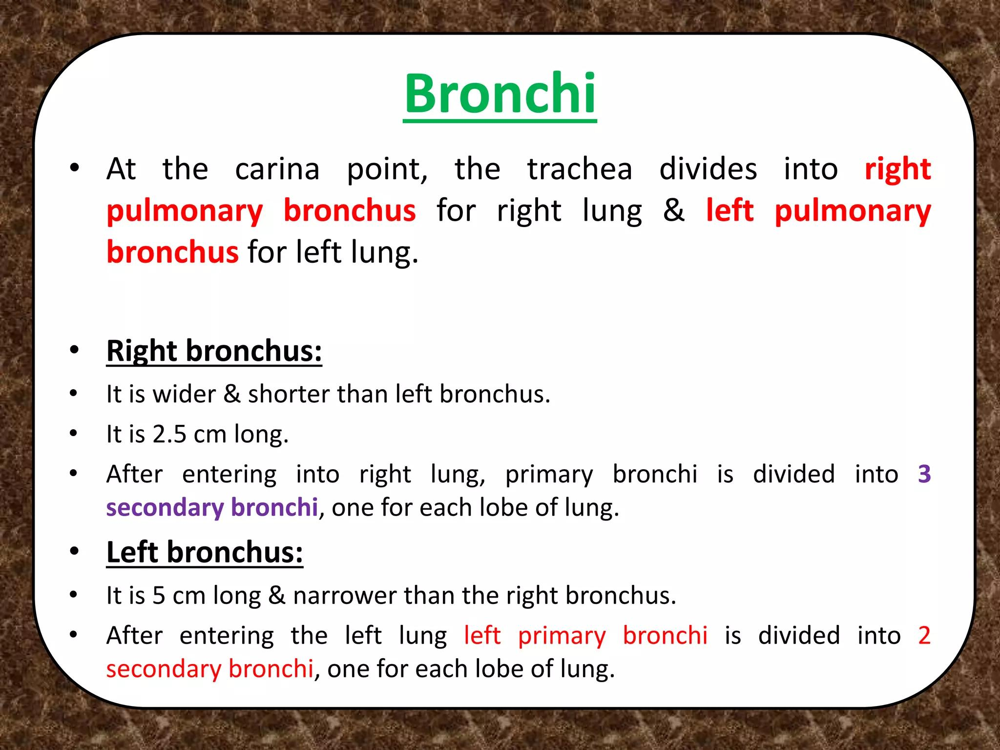 Bronchi
• At the carina point, the trachea divides into right
pulmonary bronchus for right lung & left pulmonary
bronchus for left lung.
• Right bronchus:
• It is wider & shorter than left bronchus.
• It is 2.5 cm long.
• After entering into right lung, primary bronchi is divided into 3
secondary bronchi, one for each lobe of lung.
• Left bronchus:
• It is 5 cm long & narrower than the right bronchus.
• After entering the left lung left primary bronchi is divided into 2
secondary bronchi, one for each lobe of lung.